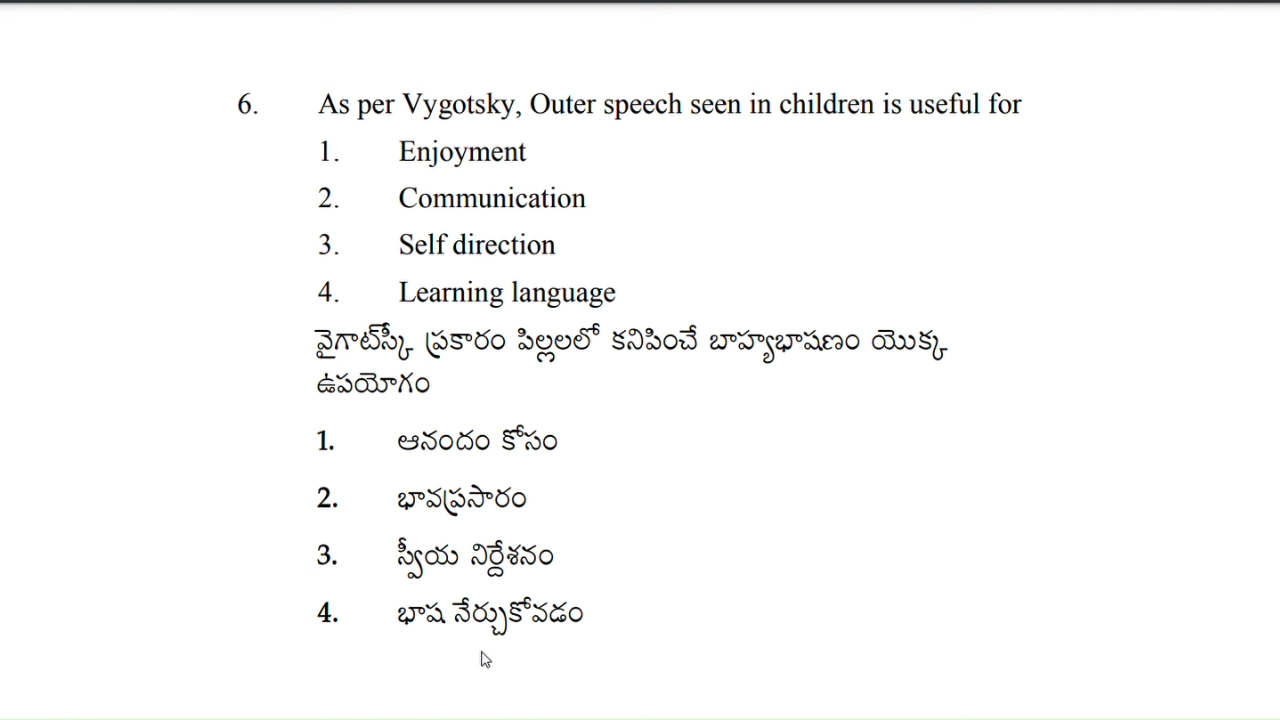 6. As per Vygotsky, Outer speech seen in children is useful for
1. Enjoyment
2. Communication
3. Self direction
4. Learning language
వైగాట్‌స్కీ ప్రకారం పిల్లలలో కనిపించే బాహ్యభాషణం యొక్క
ఉపయోగం
1. ఆనందం కోసం
2. భావప్రసారం
3. స్వీయ నిర్దేశనం
4. భాష నేర్చుకోవడం